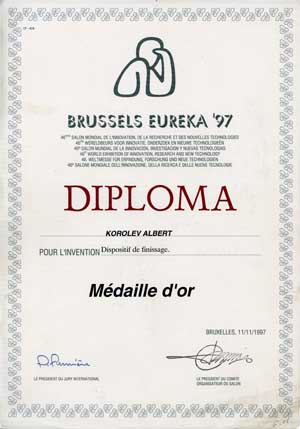 BRUSSELS EUREKA '97
46ÈME SALON MONDIAL DE L'INNOVATION, DE LA RECHERCHE ET DES NOUVELLES TECHNOLOGIES
46STE WERELDBEURS VOOR INNOVATIE, ONDERZOEK EN NIEUWE TECHNOLOGIEËN
46º SALON MUNDIAL DE LA INNOVACION, INVESTIGACION Y NUEVAS TECNOLOGIAS
46TH WORLD EXHIBITION OF INNOVATION, RESEARCH AND NEW TECHNOLOGY
46. WELTMESSE FÜR ERFINDUNG, FORSCHUNG UND NEUE TECHNIK
46º SALONE MONDIALE DELL'INNOVAZIONE, DELLA RICERCA E DELLE NUOVE TECNOLOGIE
DIPLOMA
KOROLEV ALBERT
POUR L'INVENTION Dispositif de finissage.
Médaille d'or
BRUXELLES, 11/11/1997
LE PRESIDENT DU JURY INTERNATIONAL
LE PRESIDENT DU COMITE
ORGANISATEUR DU SALON